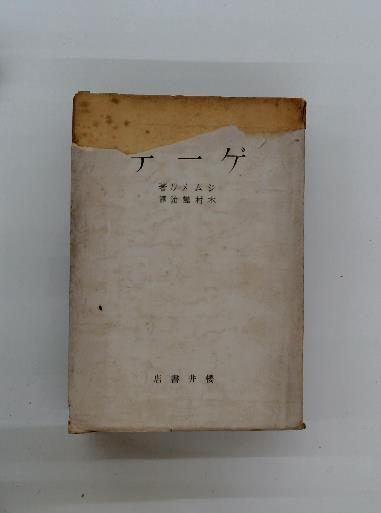 ゲーテ
ジムメル著
木村謹治譯
櫻井書店